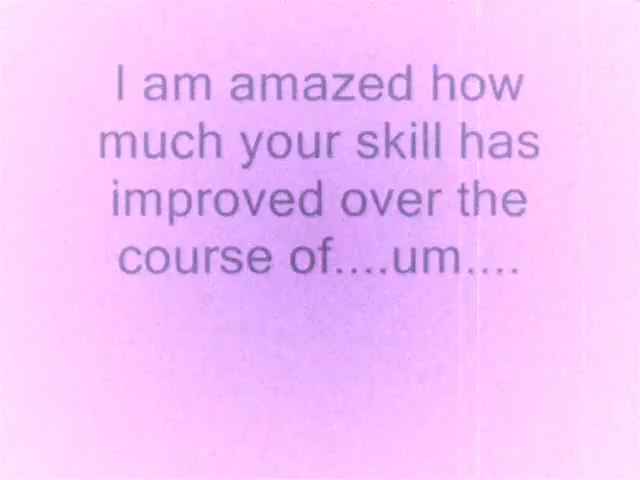 I am amazed how
much your skill has
improved over the
course of....um....